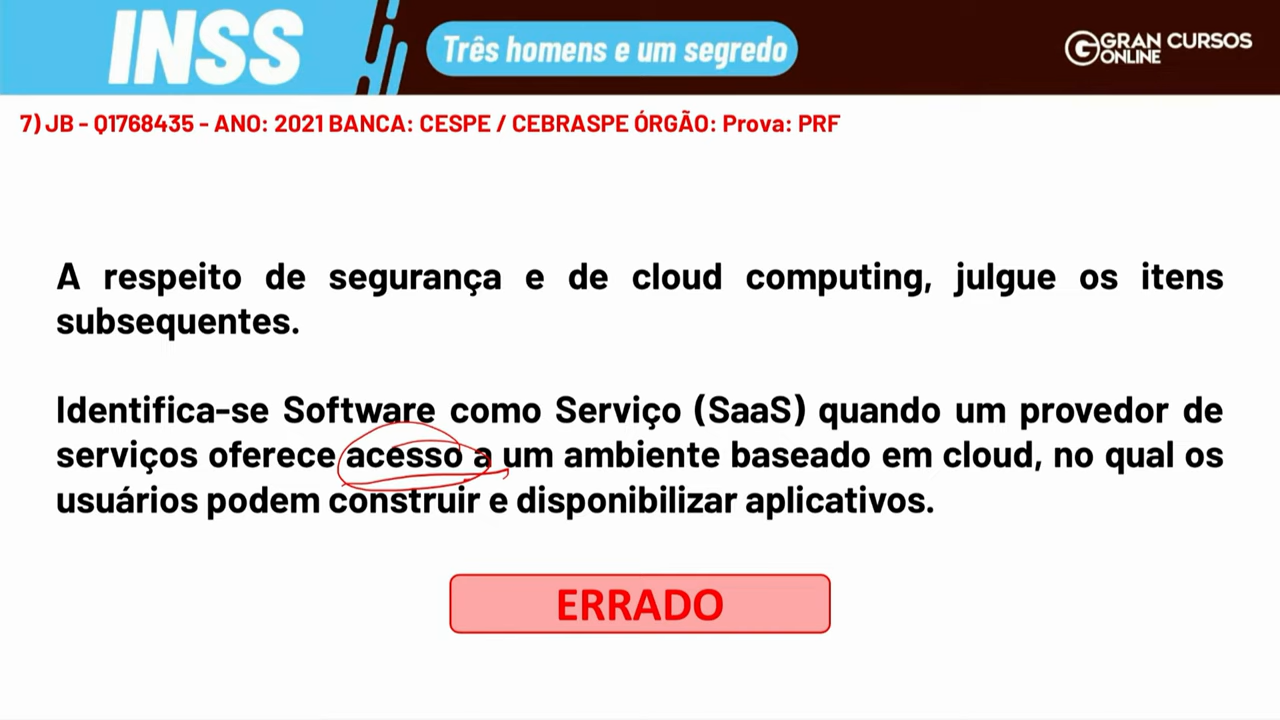 INSS
Três homens e um segredo
GRAN CURSOS
ONLINE
7) JB - Q1768435 - ANO: 2021 BANCA: CESPE / CEBRASPE ÓRGÃO: Prova: PRF
A respeito de segurança e de cloud computing, julgue os itens
subsequentes.
Identifica-se Software como Serviço (SaaS) quando um provedor de
serviços oferece acesso a um ambiente baseado em cloud, no qual os
usuários podem construir e disponibilizar aplicativos.
ERRADO